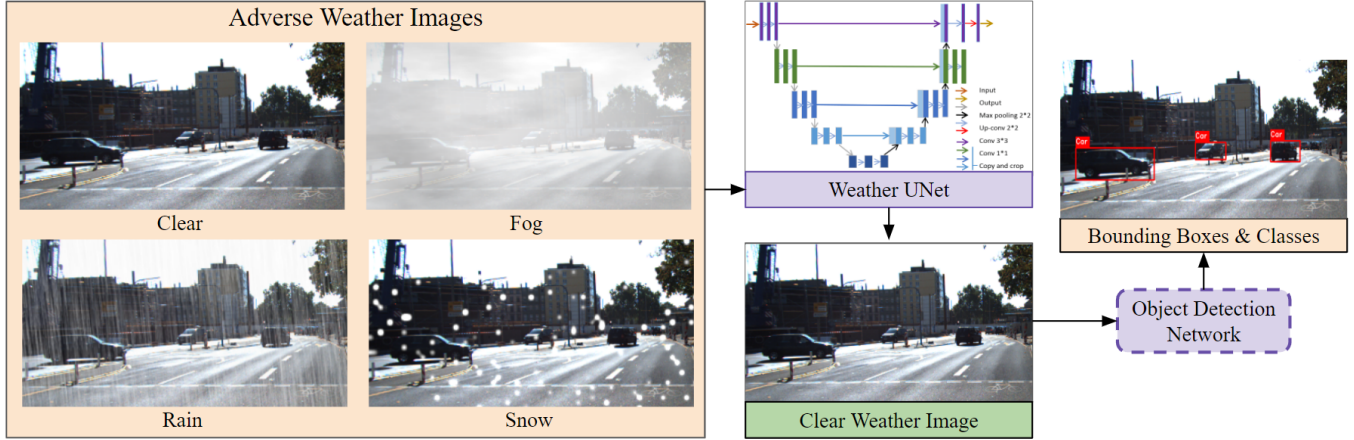 Adverse Weather Images
Clear
Fog
Rain
Snow
Input
Output
Max pooling 2*2
Up-conv 2*2
Conv 3*3
Conv 1*1
Copy and crop
Weather UNet
Clear Weather Image
Car
Car
Car
Bounding Boxes & Classes
Object Detection
Network